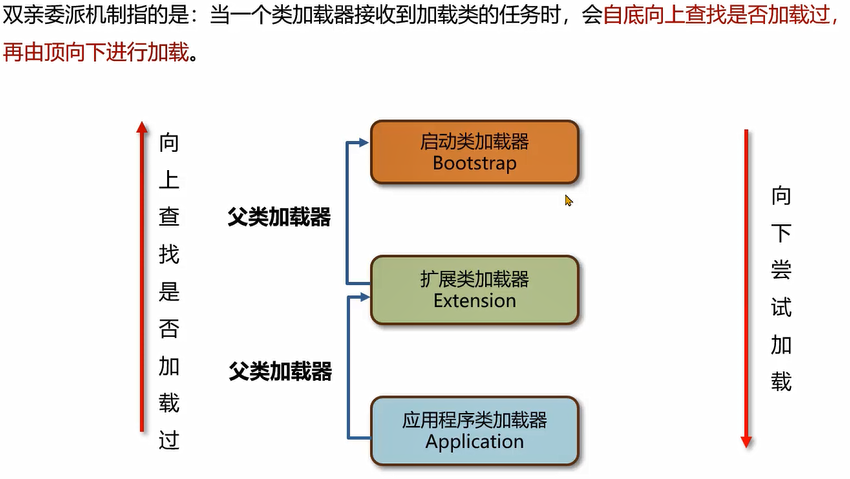 双亲委派机制指的是：当一个类加载器接收到加载类的任务时，会自底向上查找是否加载过，
再由顶向下进行加载。
向上查找是否加载过
启动类加载器
Bootstrap
父类加载器
扩展类加载器
Extension
父类加载器
应用程序类加载器
Application
向下尝试加载